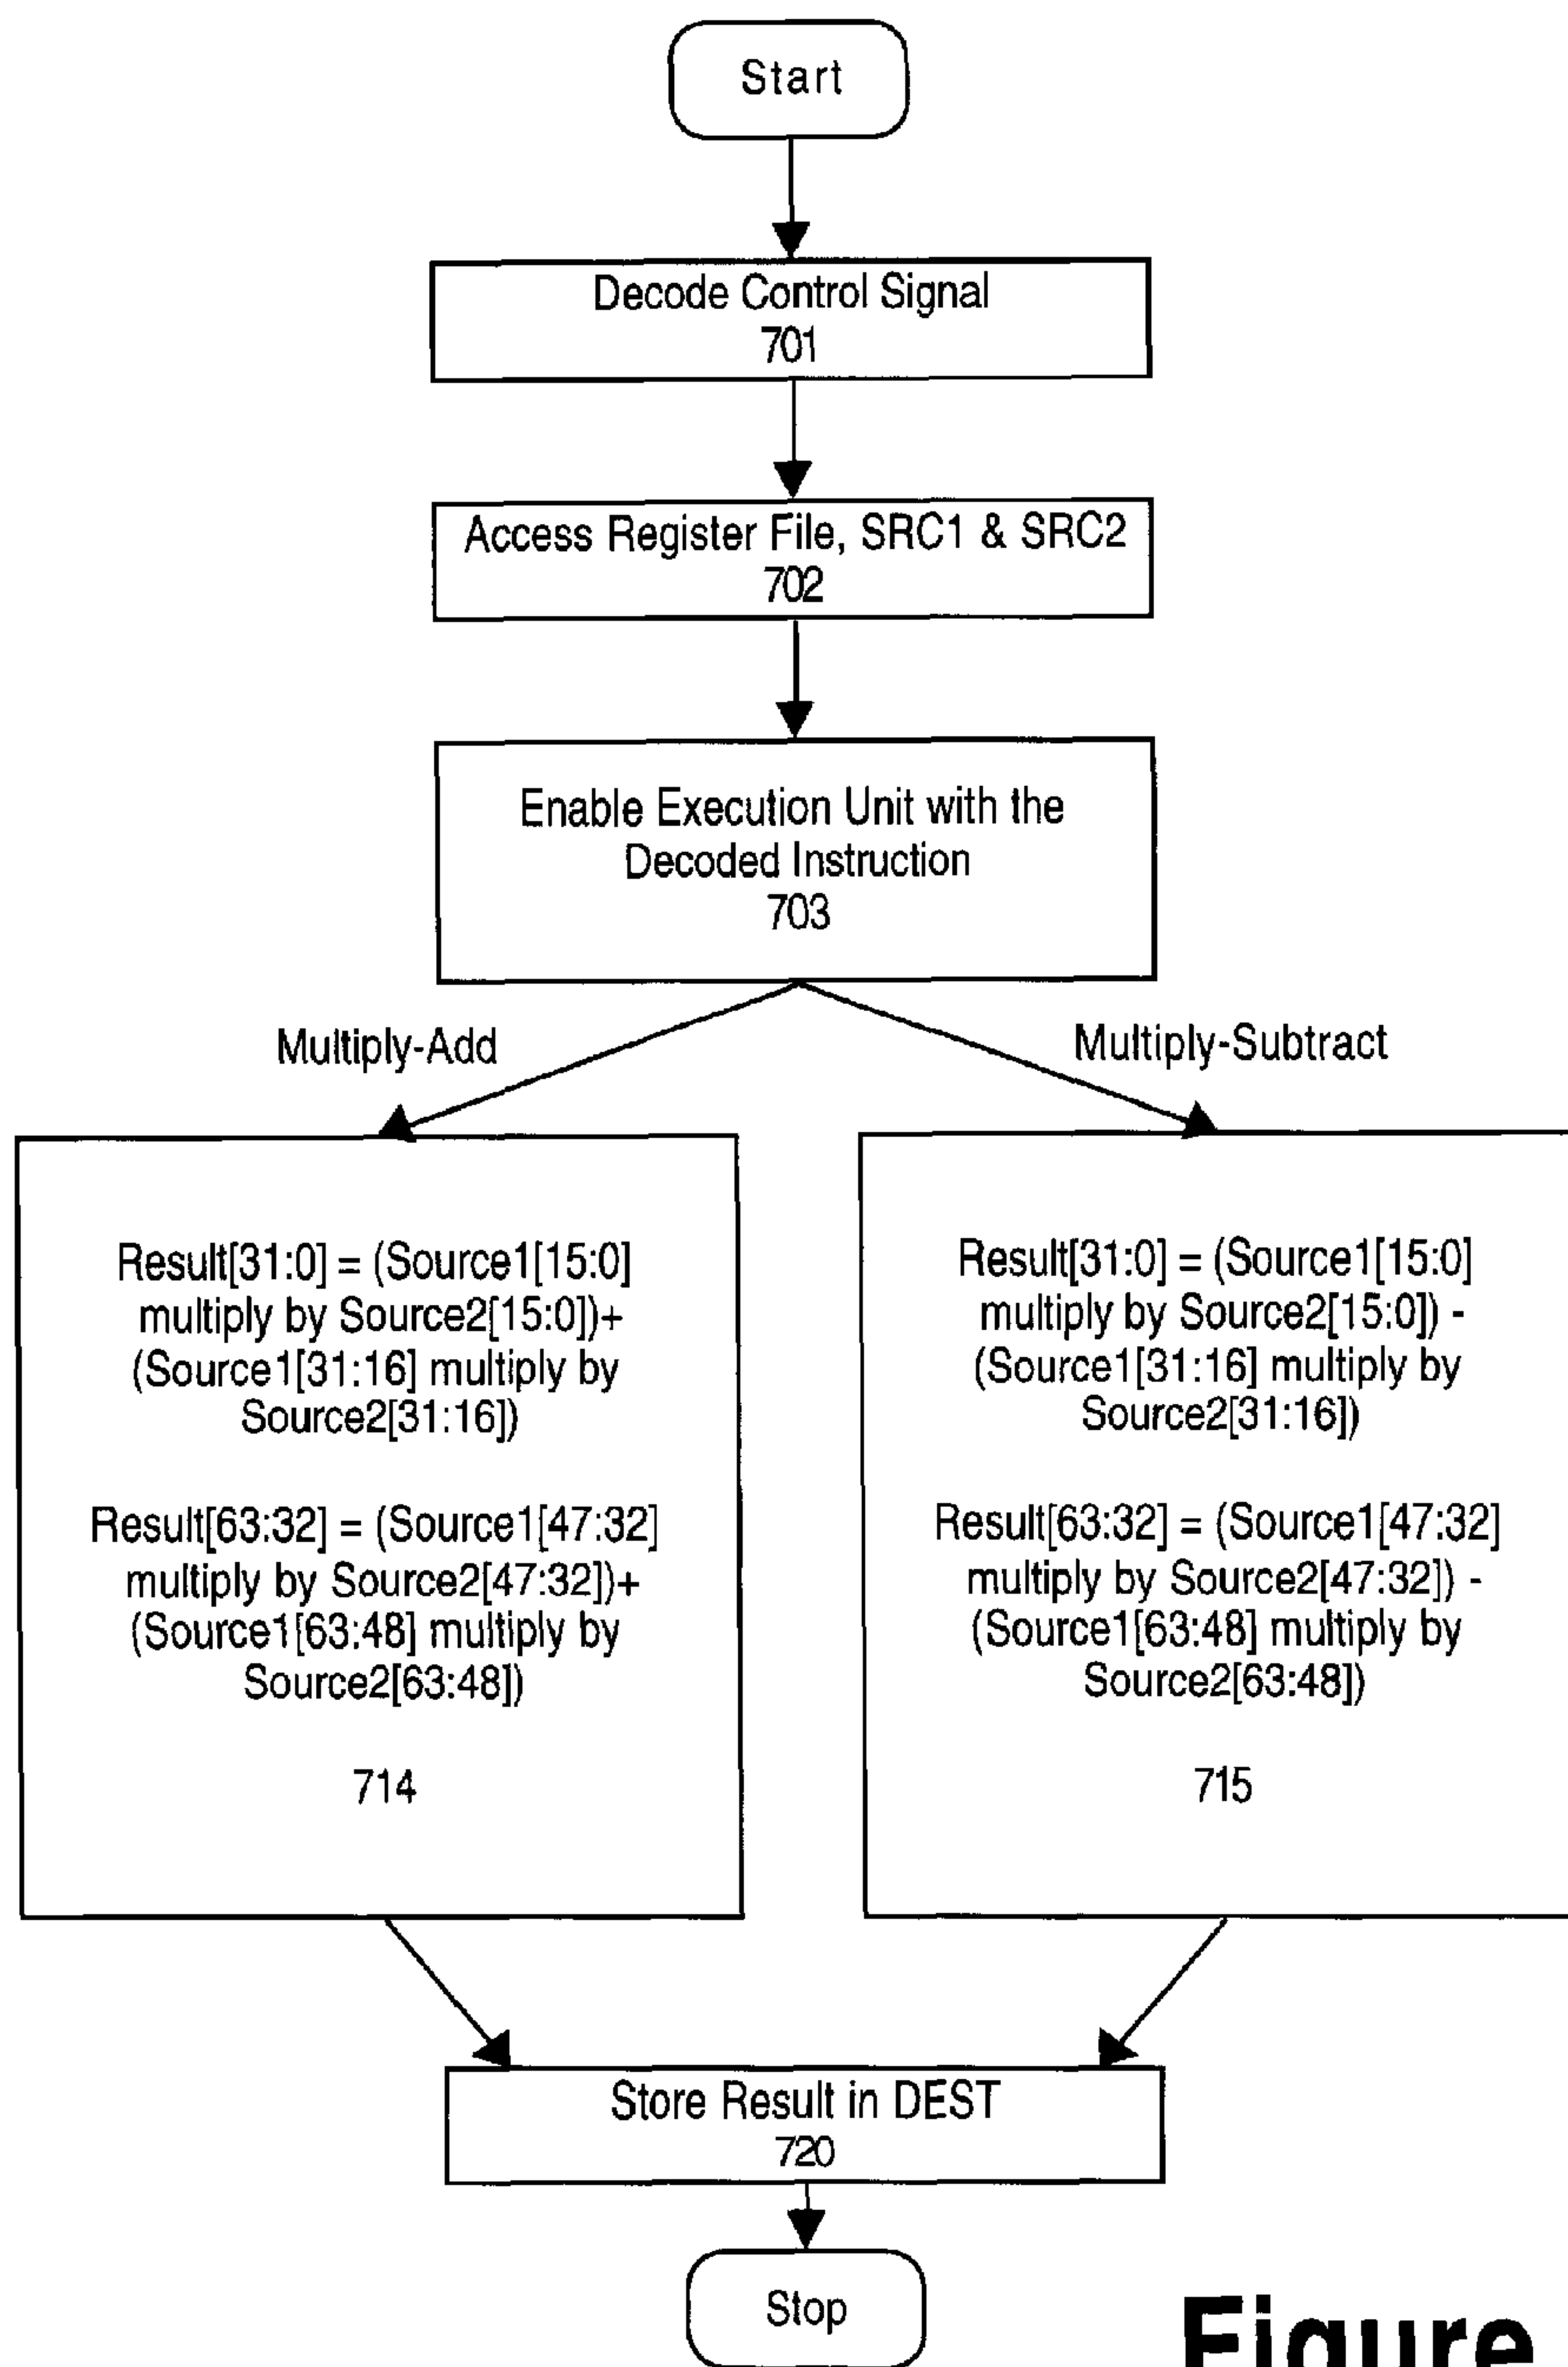 Start
Decode Control Signal
701
Access Register File, SRC1 & SRC2
702
Enable Execution Unit with the
Decoded Instruction
703
Multiply-Add
Multiply-Subtract
Result[31:0] = (Source1[15:0]
multiply by Source2[15:0])+
(Source1[31:16] multiply by
Source2[31:16])
Result[63:32] = (Source1[47:32]
multiply by Source2[47:32])+
(Source1[63:48] multiply by
Source2[63:48])
714
Result[31:0] = (Source1[15:0]
multiply by Source2[15:0]) -
(Source1[31:16] multiply by
Source2[31:16])
Result[63:32] = (Source1[47:32]
multiply by Source2[47:32]) -
(Source1[63:48] multiply by
Source2[63:48])
715
Store Result in DEST
720
Stop
Figure